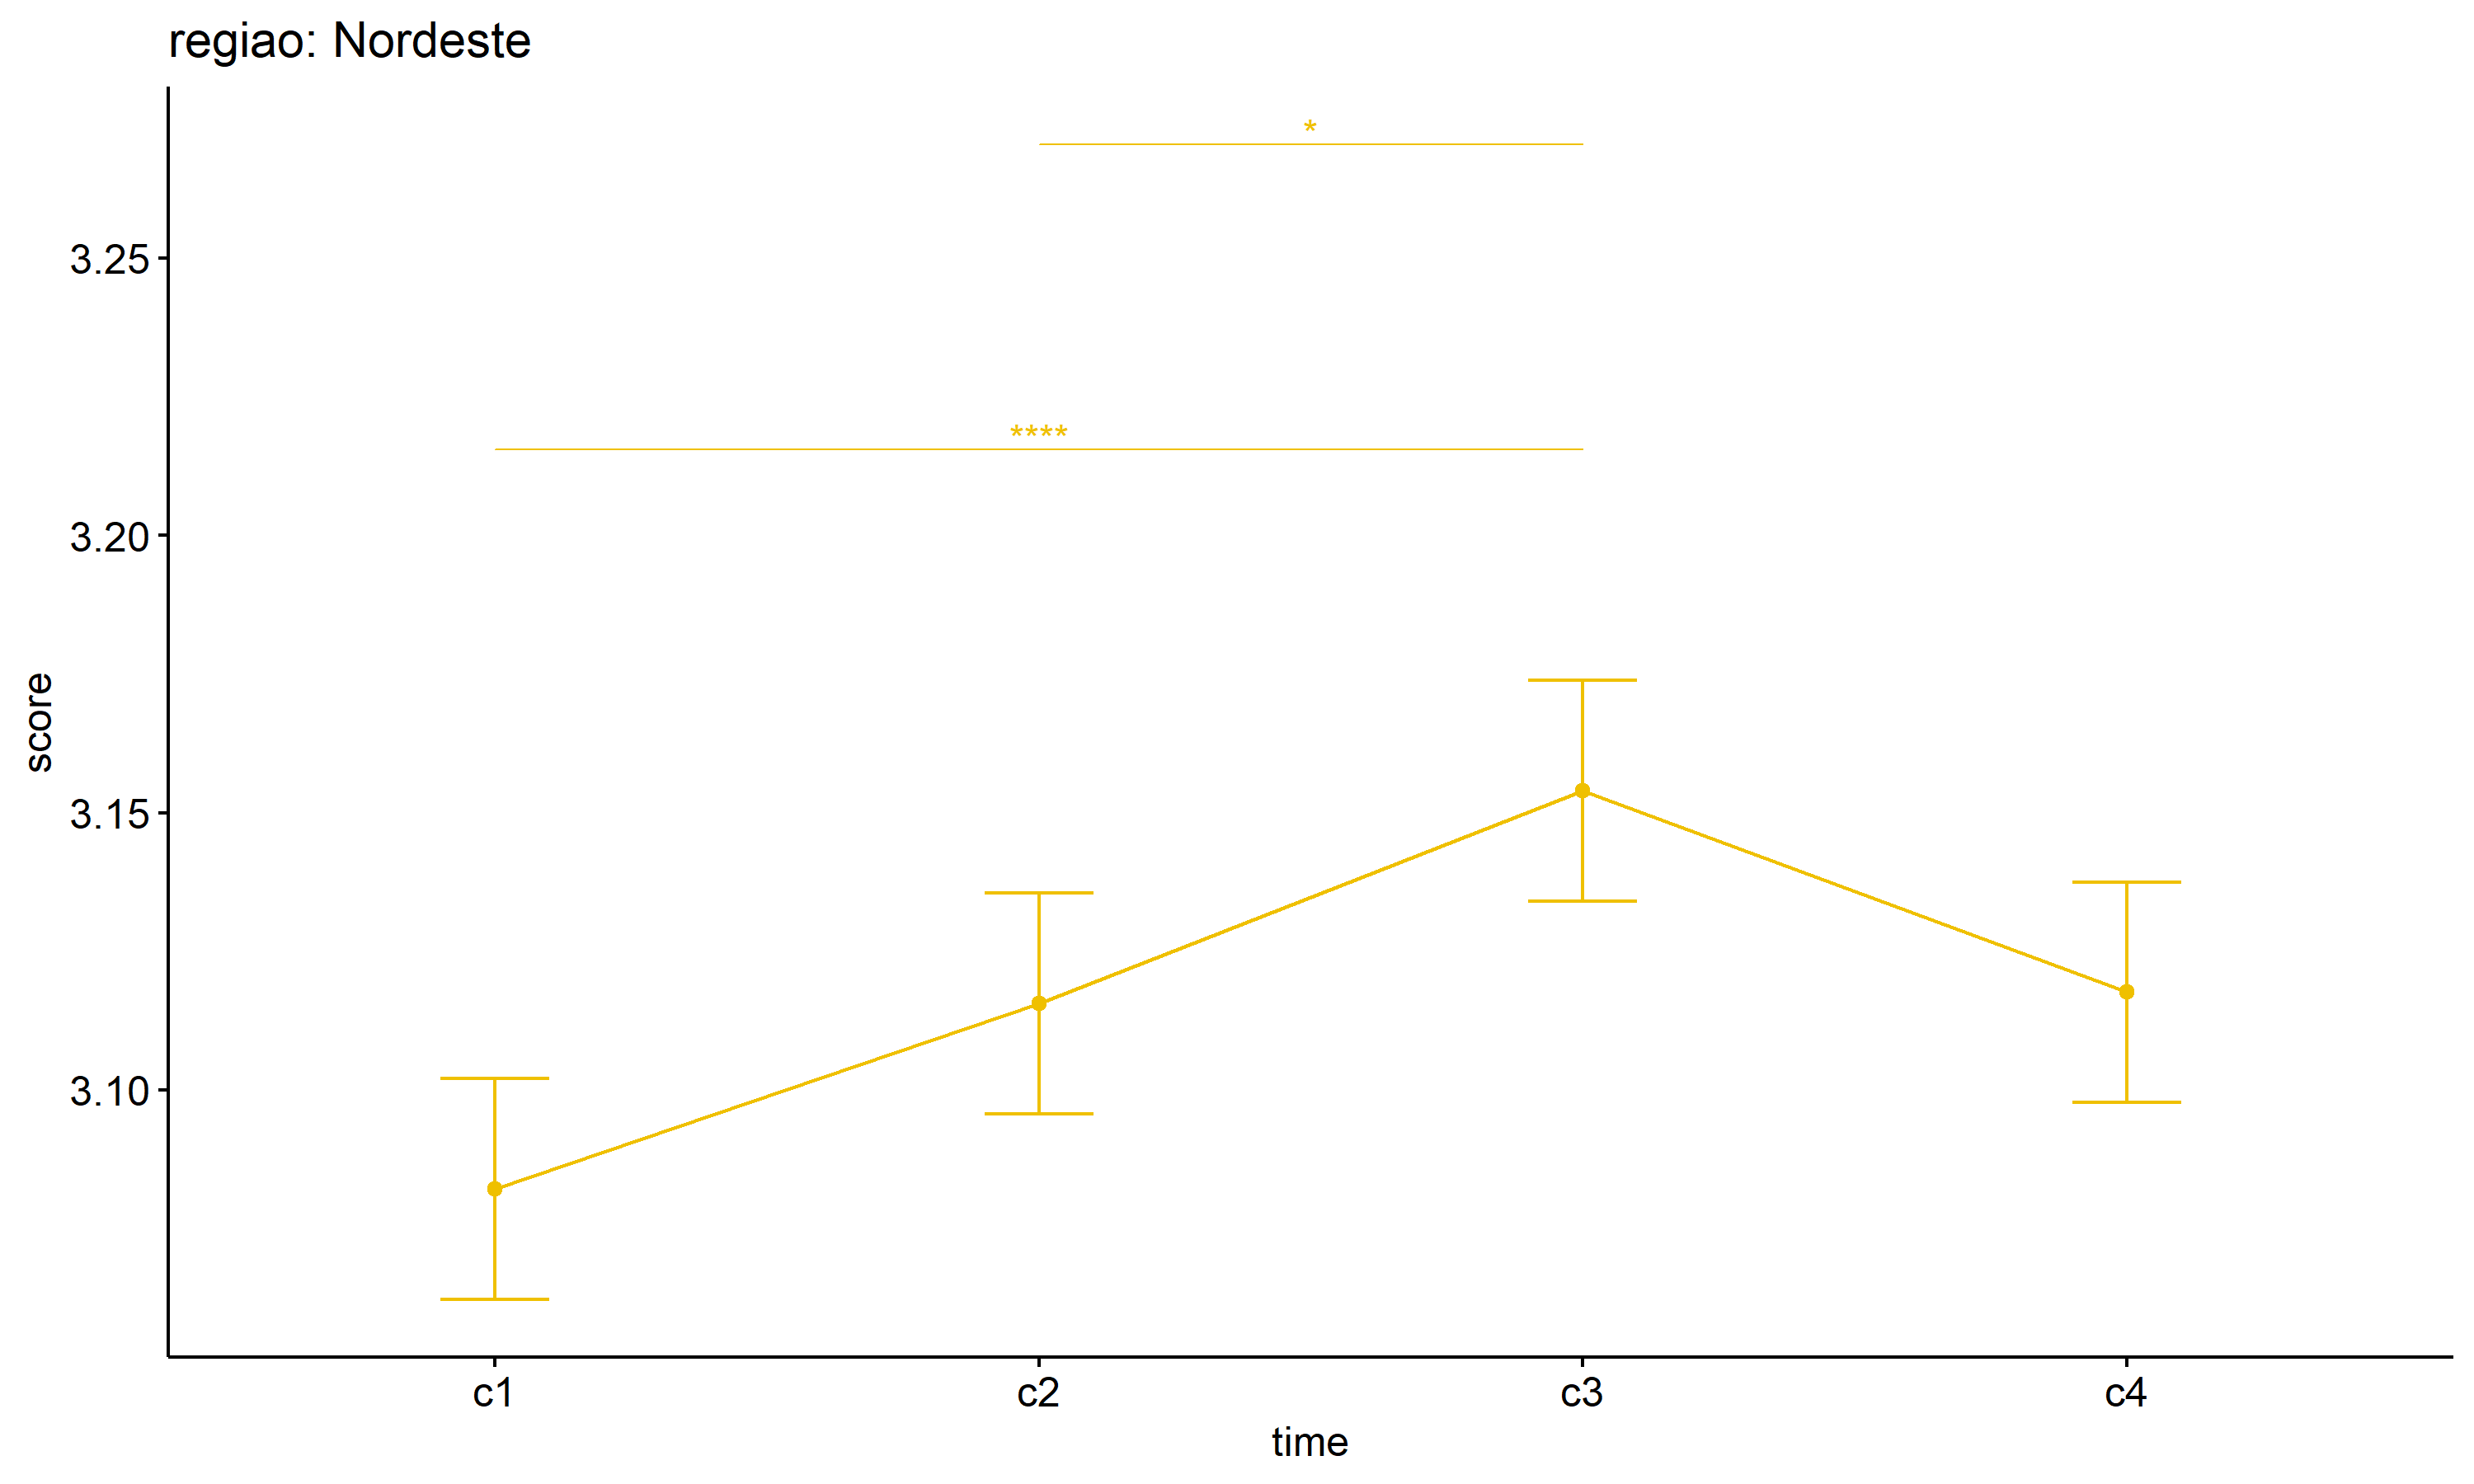 regiao: Nordeste
*
3.25
****
3.20
score
3.15
3.10
c1 c2 c3 c4
time